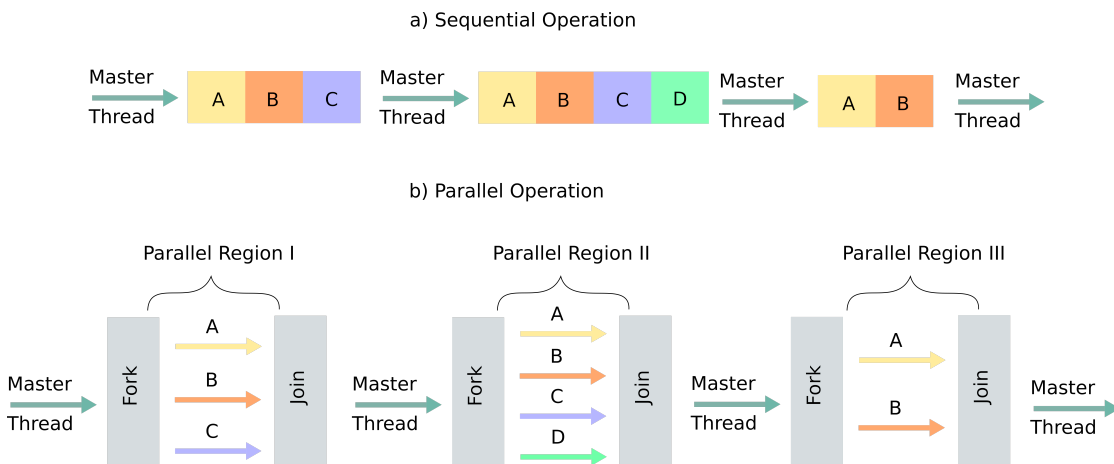 a) Sequential Operation
Master
Thread
A B C
Master
Thread
A B C D
Master
Thread
A B
Master
Thread
b) Parallel Operation
Parallel Region I
Parallel Region II
Parallel Region III
Master
Thread
Fork
A
B
C
Join
Master
Thread
Fork
A
B
C
D
Join
Master
Thread
Fork
A
B
Join
Master
Thread